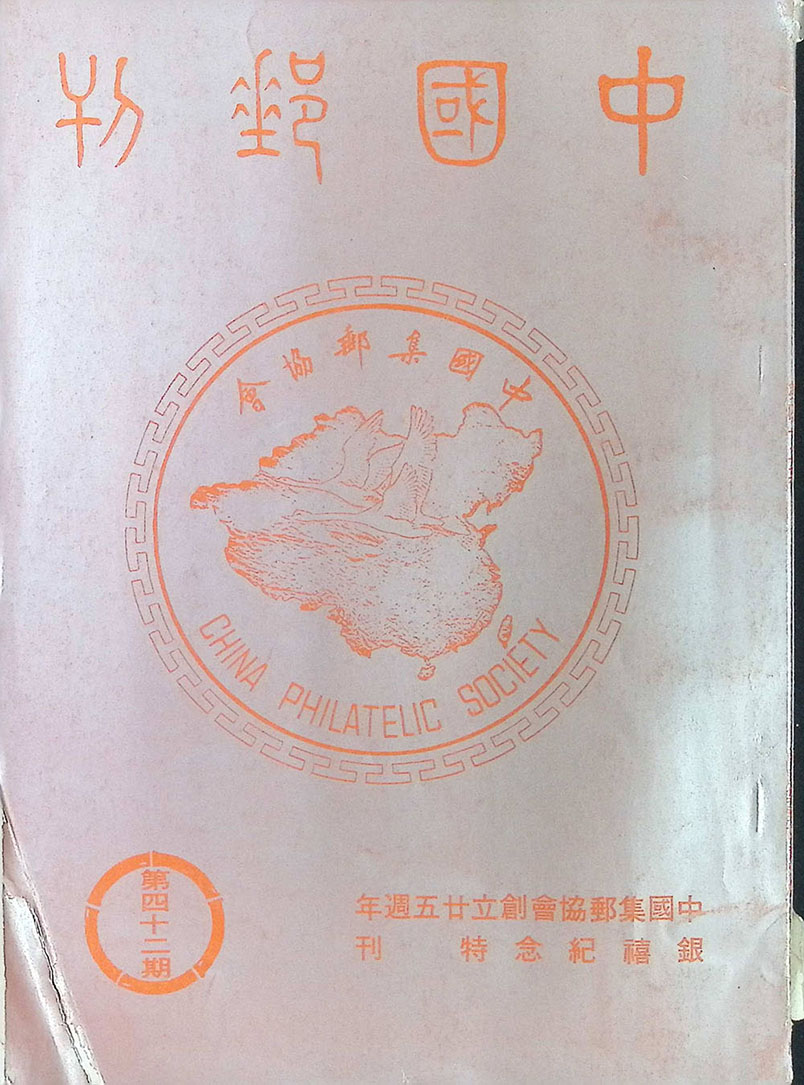 中國郵刊
中國集郵協會
CHINA PHILATELIC SOCIETY
中國集郵協會創立廿五週年
銀禧紀念特刊
第四十二期